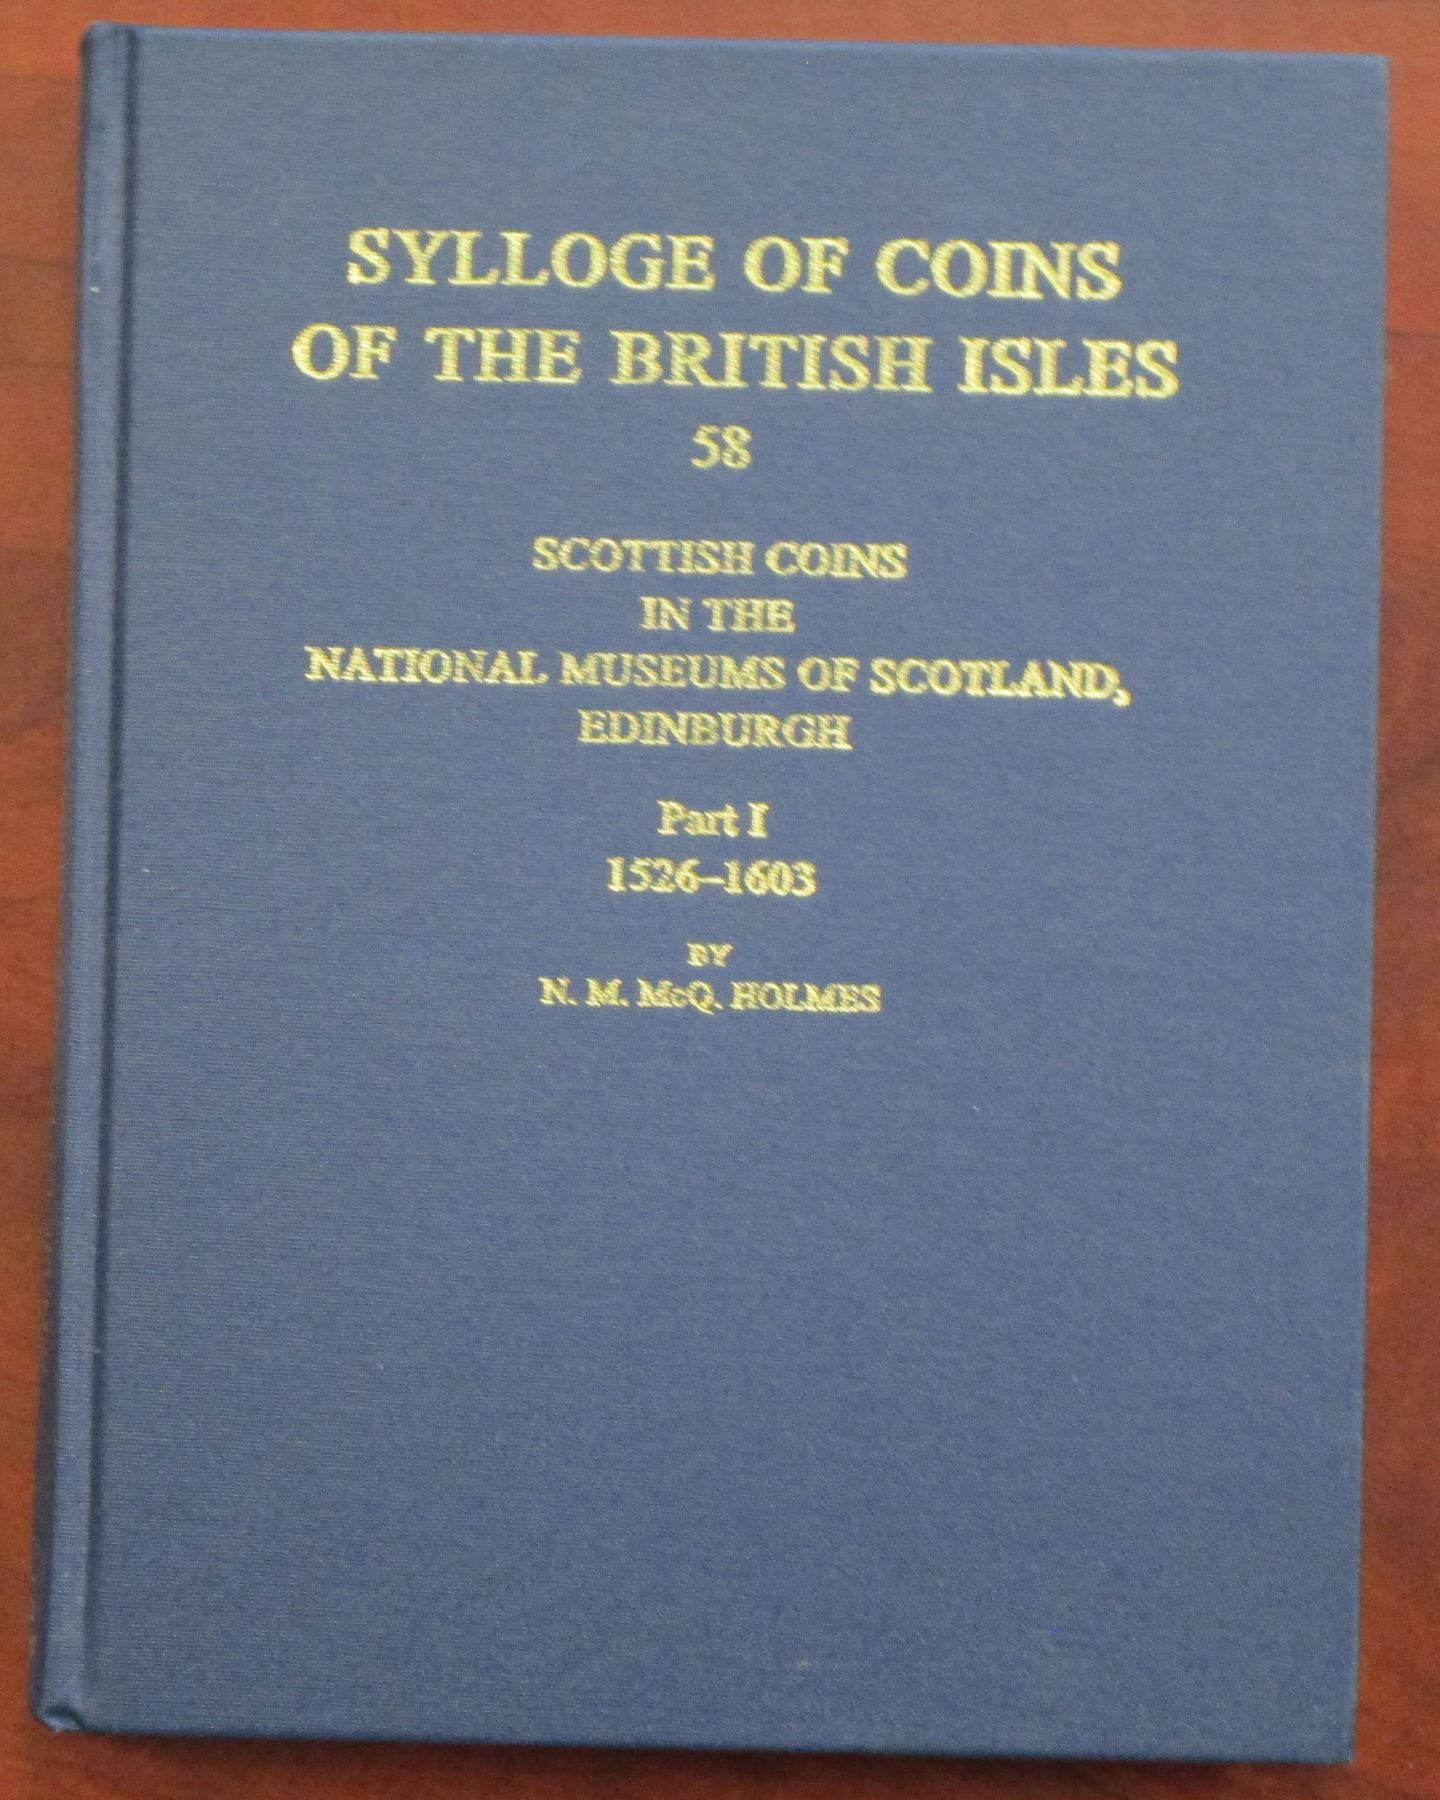 SYLLOGE OF COINS
OF THE BRITISH ISLES
58
SCOTTISH COINS
IN THE
NATIONAL MUSEUMS OF SCOTLAND,
EDINBURGH
Part I
1526–1603
BY
N. M. McQ. HOLMES